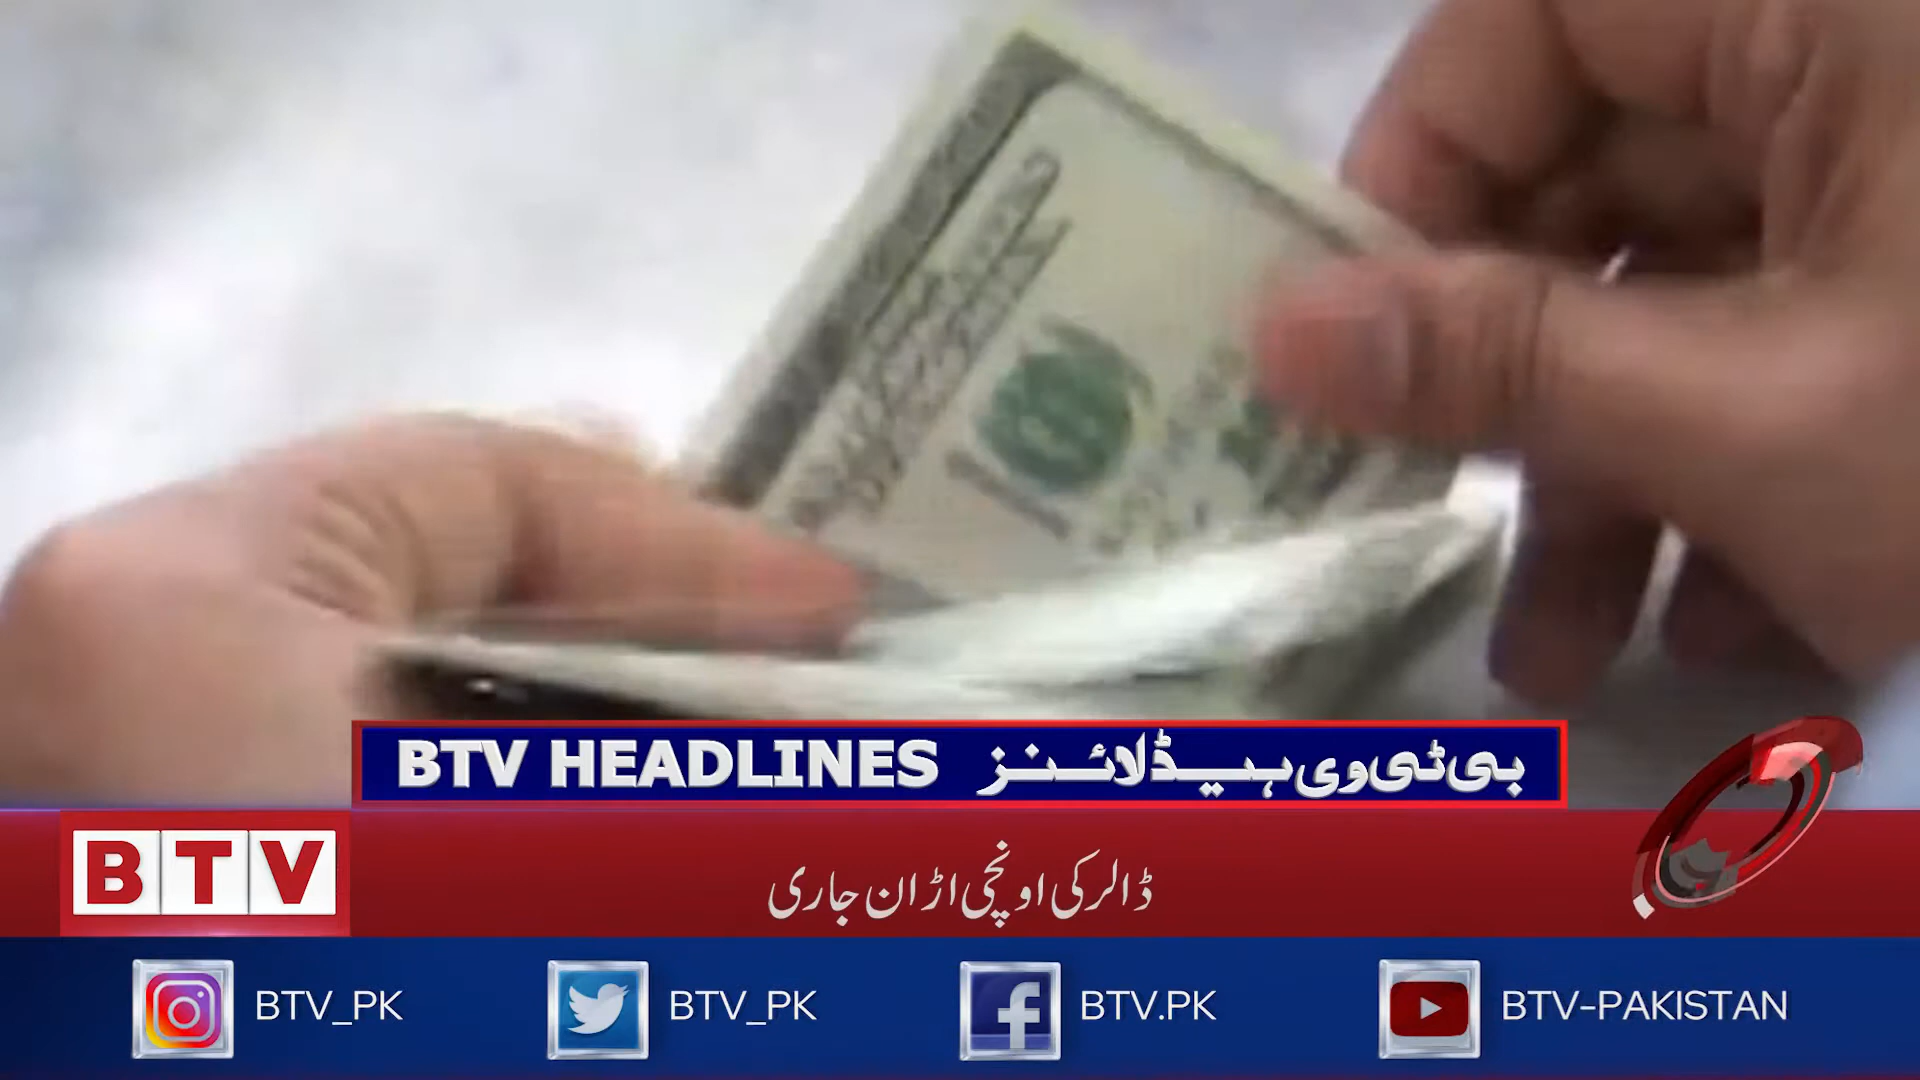 BTV HEADLINES بی ٹی وی ہیڈلائنز
BTV
ڈالر کی اونچی اڑان جاری
BTV_PK
BTV_PK
BTV.PK
BTV-PAKISTAN